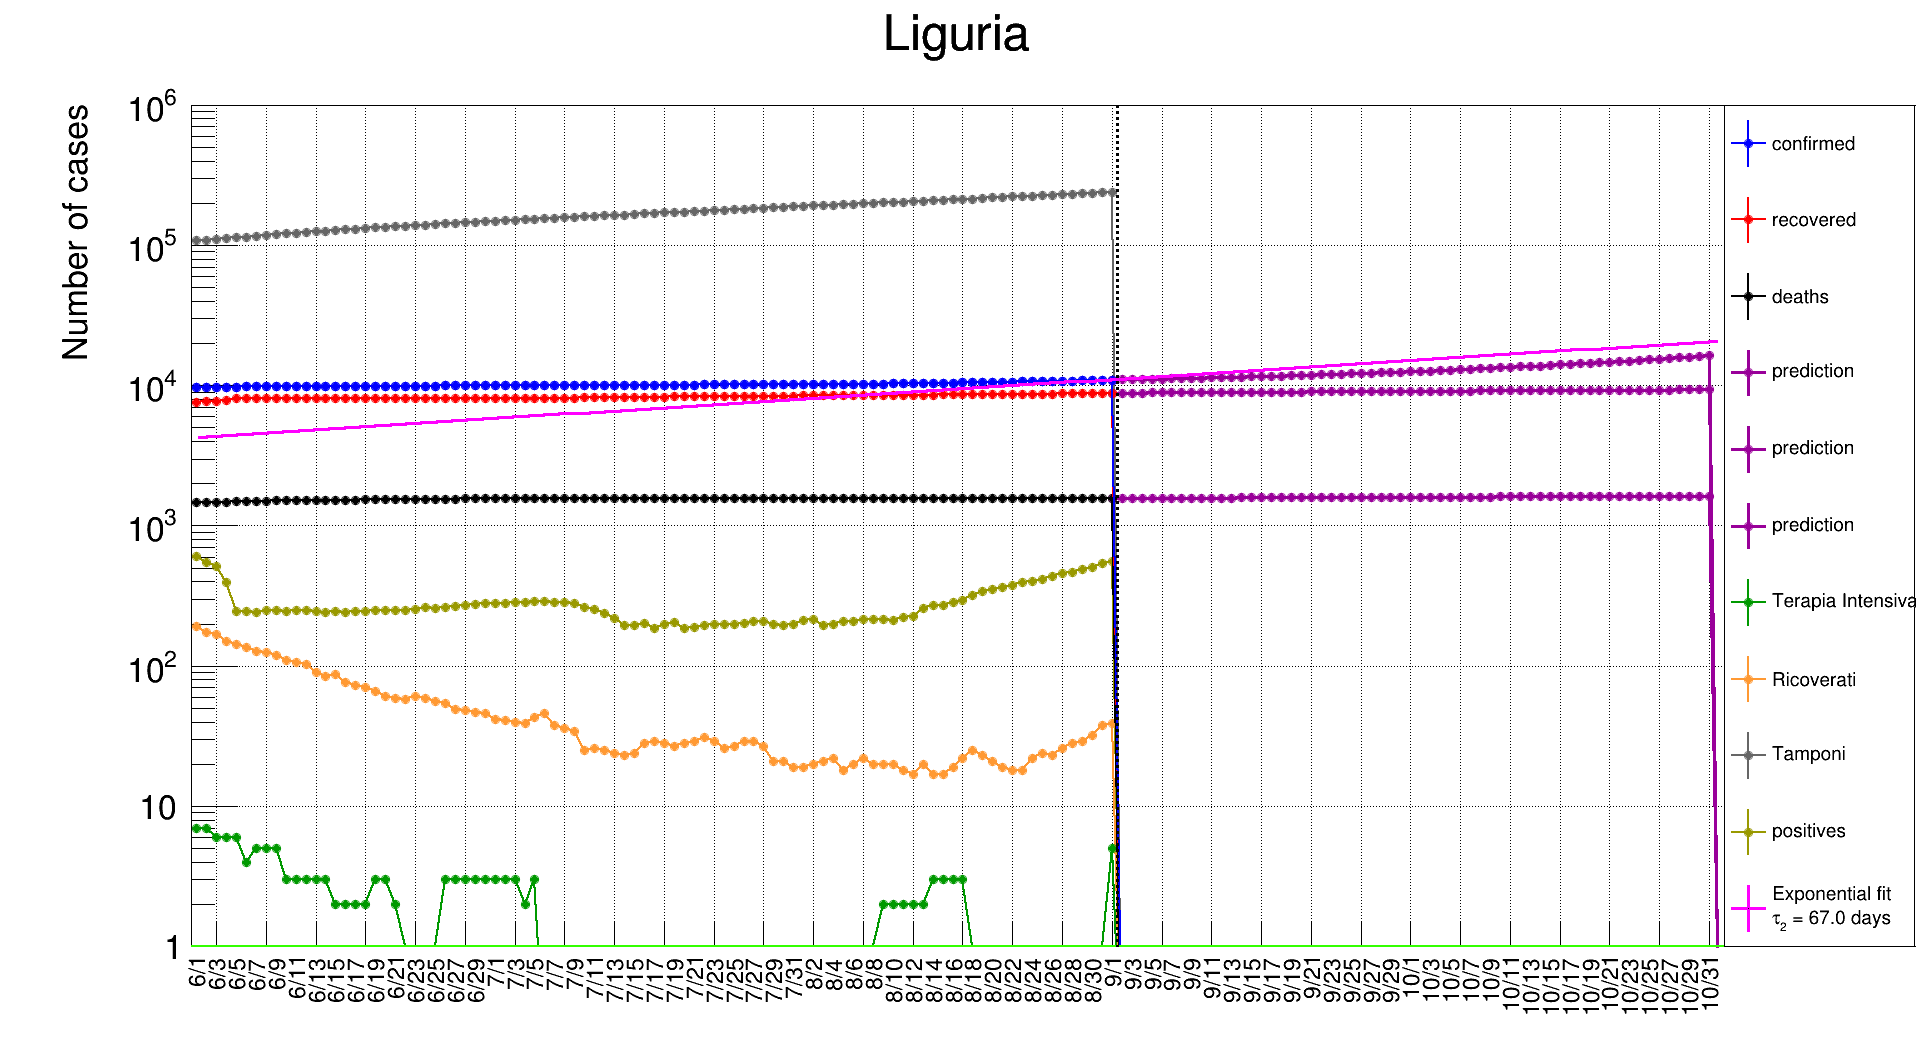 Liguria
Number of cases
10^6
10^5
10^4
10^3
10^2
10
1
6/1 6/3 6/5 6/7 6/9 6/11 6/13 6/15 6/17 6/19 6/21 6/23 6/25 6/27 6/29 7/1 7/3 7/5 7/7 7/9 7/11 7/13 7/15 7/17 7/19 7/21 7/23 7/25 7/27 7/29 7/31 8/2 8/4 8/6 8/8 8/10 8/12 8/14 8/16 8/18 8/20 8/22 8/24 8/26 8/28 8/30 9/1 9/3 9/5 9/7 9/9 9/11 9/13 9/15 9/17 9/19 9/21 9/23 9/25 9/27 9/29 10/1 10/3 10/5 10/7 10/9 10/11 10/13 10/15 10/17 10/19 10/21 10/23 10/25 10/27 10/29 10/31
confirmed
recovered
deaths
prediction
prediction
prediction
Terapia Intensiva
Ricoverati
Tamponi
positives
Exponential fit
τ₂ = 67.0 days